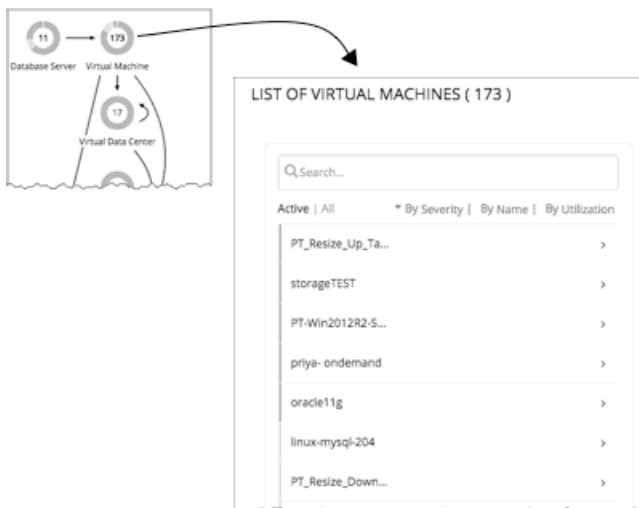 11
173
Database Server Virtual Machine
17
Virtual Data Center
LIST OF VIRTUAL MACHINES ( 173 )
Search...
Active | All
By Severity | By Name | By Utilization
PT_Resize_Up_Ta...
storageTEST
PT-Win2012R2-S...
priya- ondemand
oracle11g
linux-mysql-204
PT_Resize_Down...